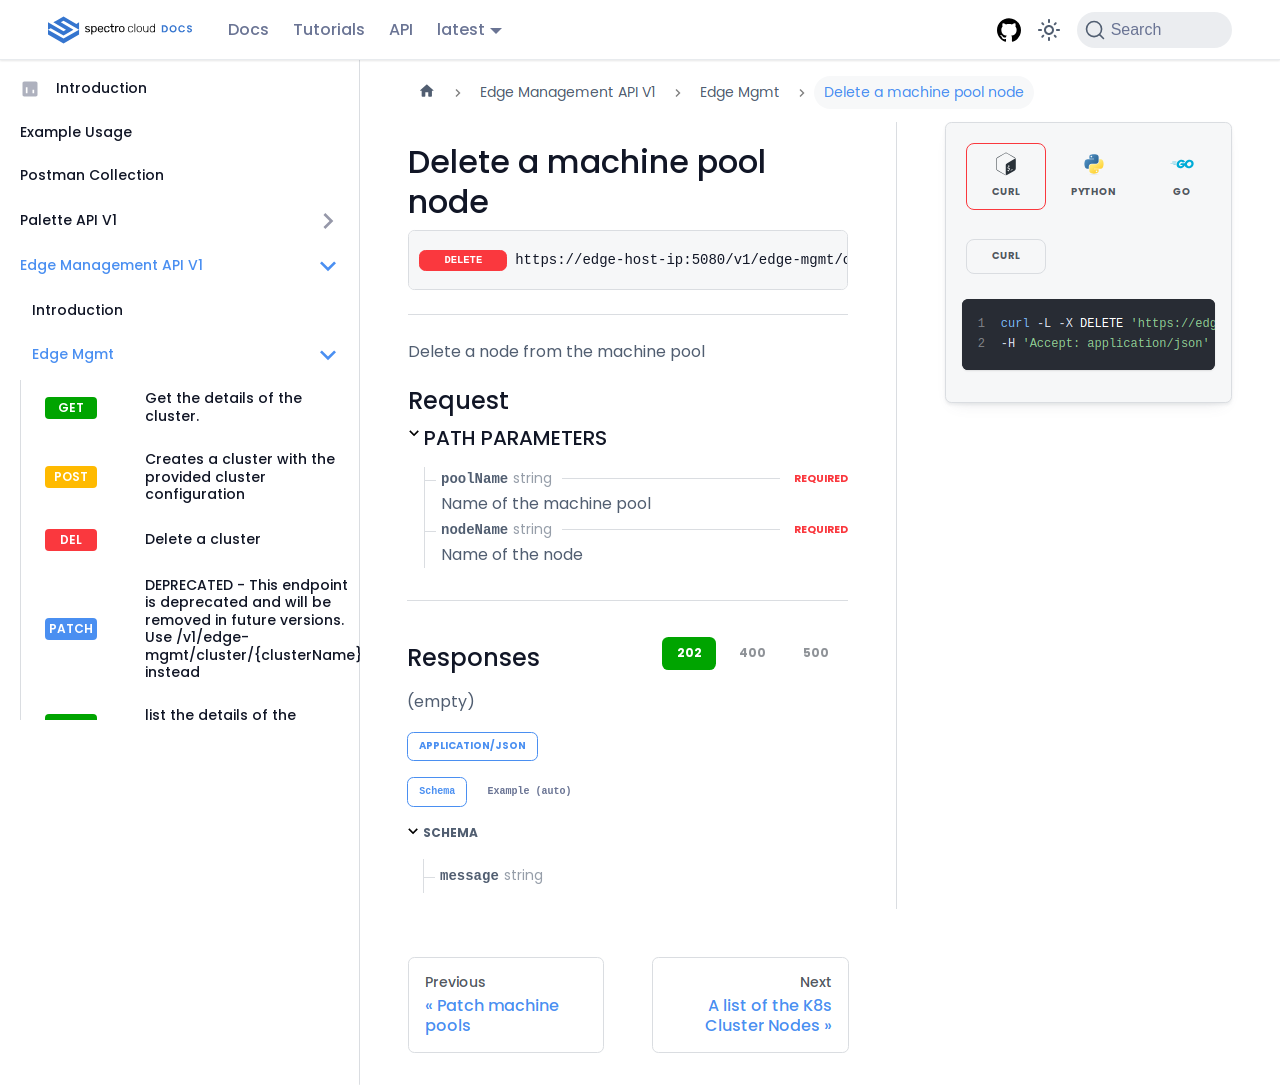 spectro cloud DOCS
Docs
Tutorials
API
latest
Search
Introduction
Example Usage
Postman Collection
Palette API V1
Edge Management API V1
Introduction
Edge Mgmt
GET
Get the details of the
cluster.
POST
Creates a cluster with the
provided cluster
configuration
DEL
Delete a cluster
PATCH
DEPRECATED - This endpoint
is deprecated and will be
removed in future versions.
Use /v1/edge-
mgmt/cluster/{clusterName}
instead
list the details of the
Edge Management API V1
Edge Mgmt
Delete a machine pool node
Delete a machine pool
node
DELETE
https://edge-host-ip:5080/v1/edge-mgmt/
Delete a node from the machine pool
Request
PATH PARAMETERS
poolName string
REQUIRED
Name of the machine pool
nodeName string
REQUIRED
Name of the node
Responses
202
400
500
(empty)
APPLICATION/JSON
Schema
Example (auto)
SCHEMA
message string
Previous
« Patch machine
pools
Next
A list of the K8s
Cluster Nodes »
CURL
PYTHON
GO
CURL
1 curl -L -X DELETE 'https://edg
2 -H 'Accept: application/json'